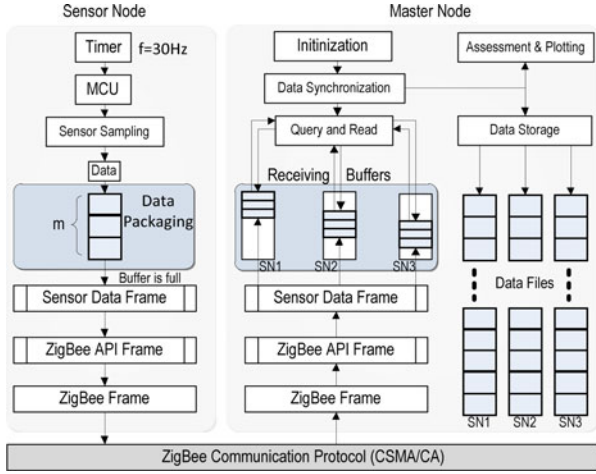 Sensor Node
Timer
f=30Hz
MCU
Sensor Sampling
Data
m
Data
Packaging
Buffer is full
Sensor Data Frame
ZigBee API Frame
ZigBee Frame
Master Node
Initinization
Data Synchronization
Query and Read
Receiving Buffers
SN1 SN2 SN3
Sensor Data Frame
ZigBee API Frame
ZigBee Frame
Assessment & Plotting
Data Storage
Data Files
SN1 SN2 SN3
ZigBee Communication Protocol (CSMA/CA)